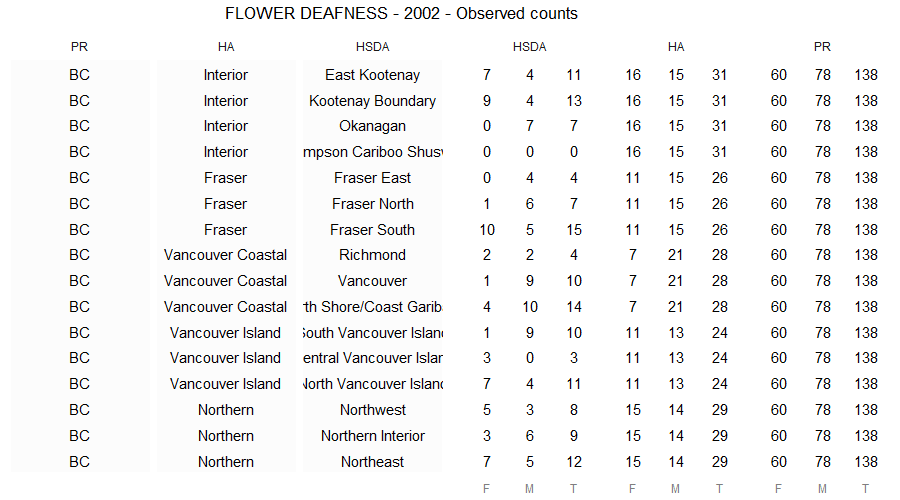 FLOWER DEAFNESS - 2002 - Observed counts
PR HA HSDA HSDA HA PR
BC Interior East Kootenay 7 4 11 16 15 31 60 78 138
BC Interior Kootenay Boundary 9 4 13 16 15 31 60 78 138
BC Interior Okanagan 0 7 7 16 15 31 60 78 138
BC Interior mpson Cariboo Shusw 0 0 0 16 15 31 60 78 138
BC Fraser Fraser East 0 4 4 11 15 26 60 78 138
BC Fraser Fraser North 1 6 7 11 15 26 60 78 138
BC Fraser Fraser South 10 5 15 11 15 26 60 78 138
BC Vancouver Coastal Richmond 2 2 4 7 21 28 60 78 138
BC Vancouver Coastal Vancouver 1 9 10 7 21 28 60 78 138
BC Vancouver Coastal rth Shore/Coast Garib 4 10 14 7 21 28 60 78 138
BC Vancouver Island South Vancouver Island 1 9 10 11 13 24 60 78 138
BC Vancouver Island entral Vancouver Islan 3 0 3 11 13 24 60 78 138
BC Vancouver Island North Vancouver Island 7 4 11 11 13 24 60 78 138
BC Northern Northwest 5 3 8 15 14 29 60 78 138
BC Northern Northern Interior 3 6 9 15 14 29 60 78 138
BC Northern Northeast 7 5 12 15 14 29 60 78 138
F M T F M T F M T